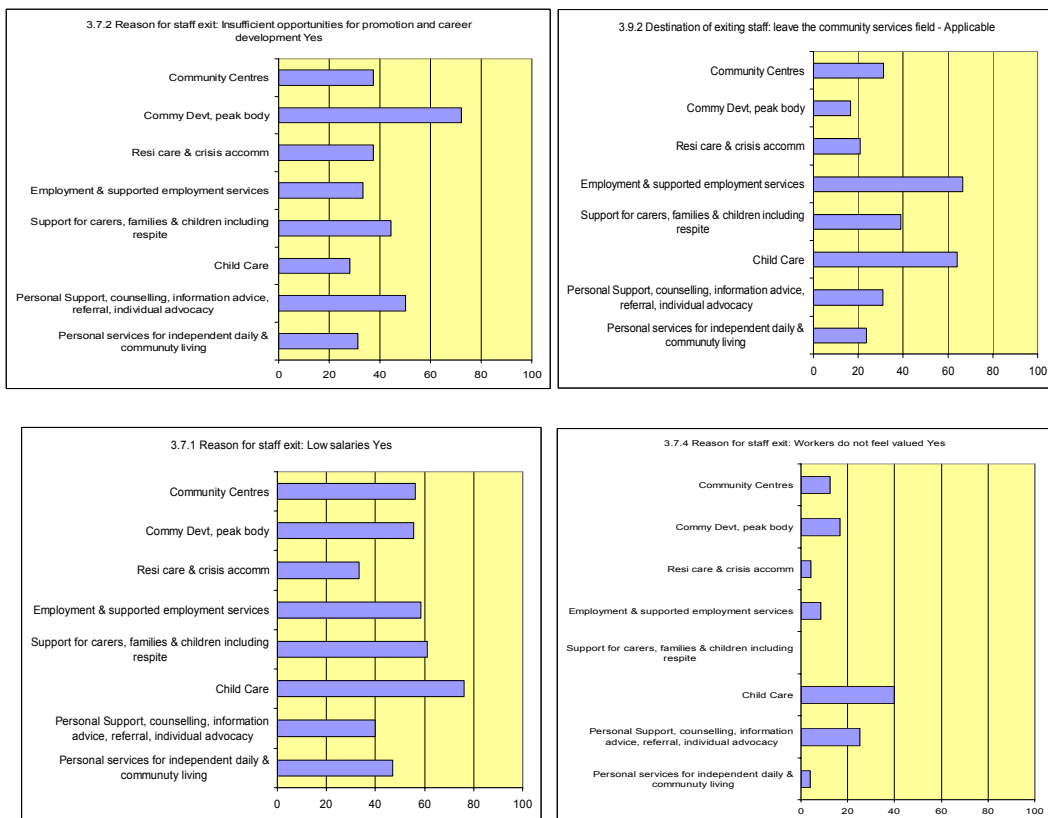 3.7.2 Reason for staff exit: Insufficient opportunities for promotion and career
development Yes
Community Centres
Commy Devt, peak body
Resi care & crisis accomm
Employment & supported employment services
Support for carers, families & children including
respite
Child Care
Personal Support, counselling, information advice,
referral, individual advocacy
Personal services for independent daily &
communuty living
0 20 40 60 80 100
3.9.2 Destination of exiting staff: leave the community services field - Applicable
Community Centres
Commy Devt, peak body
Resi care & crisis accomm
Employment & supported employment services
Support for carers, families & children including
respite
Child Care
Personal Support, counselling, information advice,
referral, individual advocacy
Personal services for independent daily &
communuty living
0 20 40 60 80 100
3.7.1 Reason for staff exit: Low salaries Yes
Community Centres
Commy Devt, peak body
Resi care & crisis accomm
Employment & supported employment services
Support for carers, families & children including
respite
Child Care
Personal Support, counselling, information
advice, referral, individual advocacy
Personal services for independent daily &
communuty living
0 20 40 60 80 100
3.7.4 Reason for staff exit: Workers do not feel valued Yes
Community Centres
Commy Devt, peak body
Resi care & crisis accomm
Employment & supported employment services
Support for carers, families & children including
respite
Child Care
Personal Support, counselling, information
advice, referral, individual advocacy
Personal services for independent daily &
communuty living
0 20 40 60 80 100